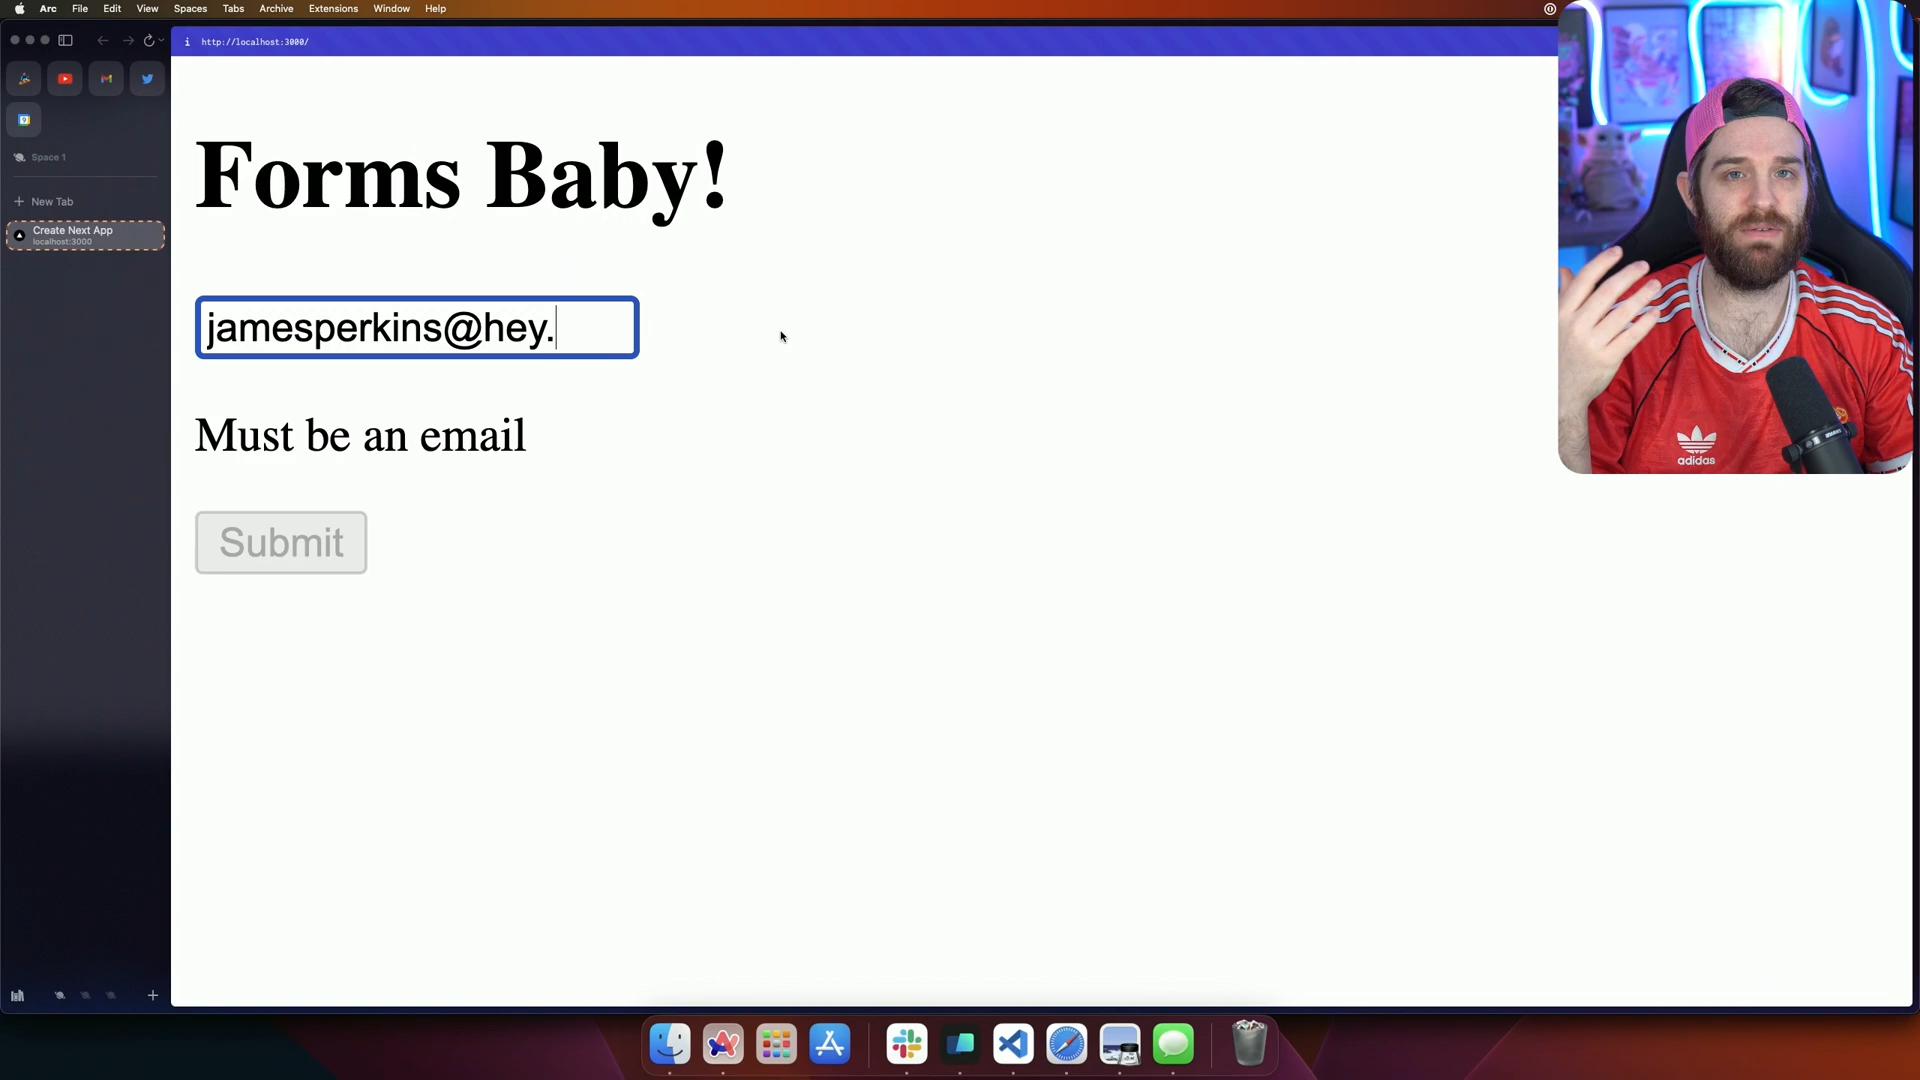 Arc File Edit View Spaces Tabs Archive Extensions Window Help
http://localhost:3000/
Space 1
New Tab
Create Next App
localhost:3000
Forms Baby!
jamesperkins@hey.
Must be an email
Submit
adidas